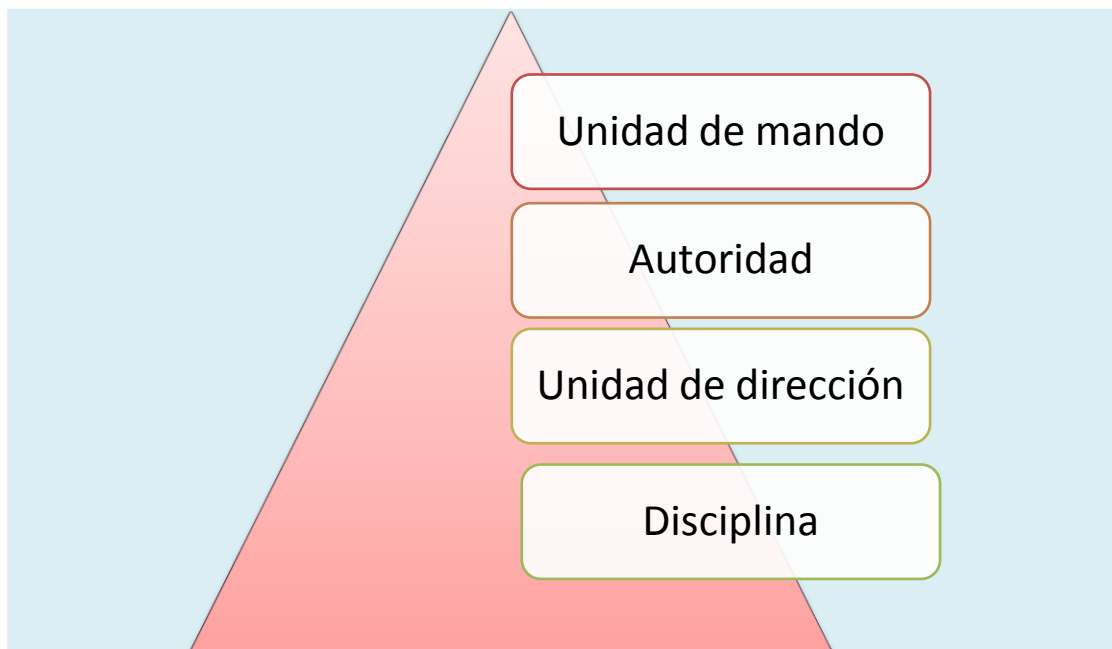 Unidad de mando
Autoridad
Unidad de dirección
Disciplina